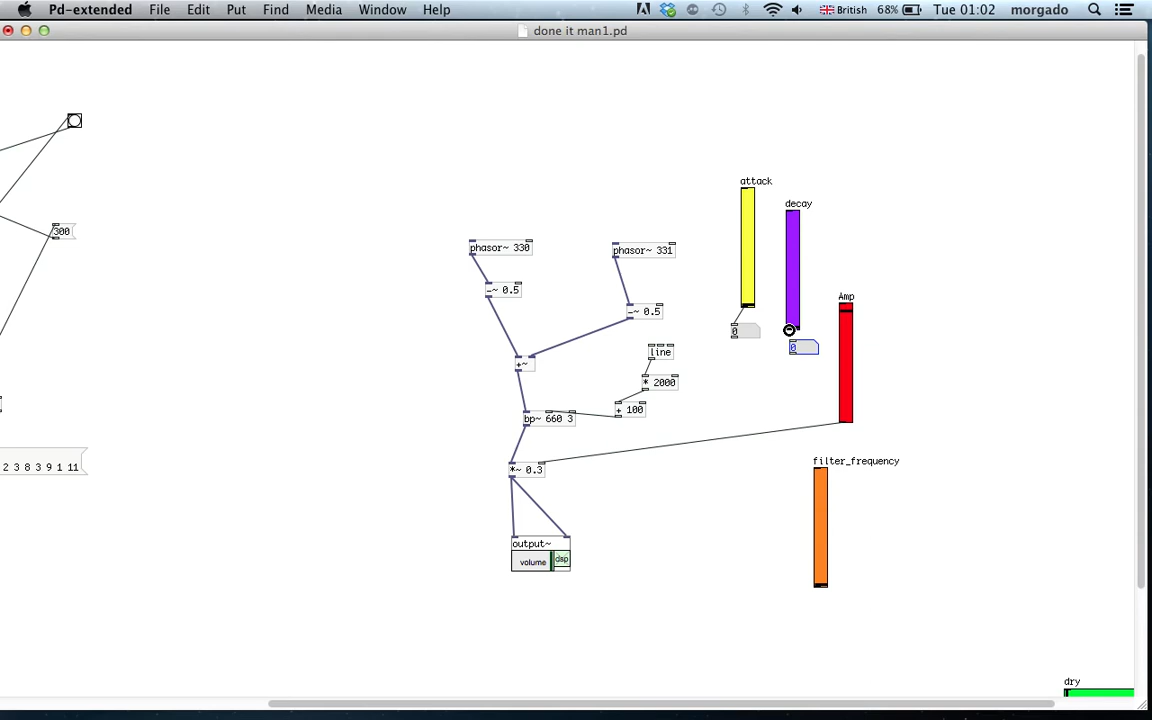 Pd-extended File Edit Put Find Media Window Help British 68% Tue 01:02 morgado
done it man1.pd
attack
decay
300
phasor~ 330
phasor~ 331
-~ 0.5
Amp
-~ 0.5
0
0
line
+~
* 2000
+ 100
bp~ 660 3
2 3 8 3 9 1 11
*~ 0.3
filter_frequency
output~
volume
dsp
dry